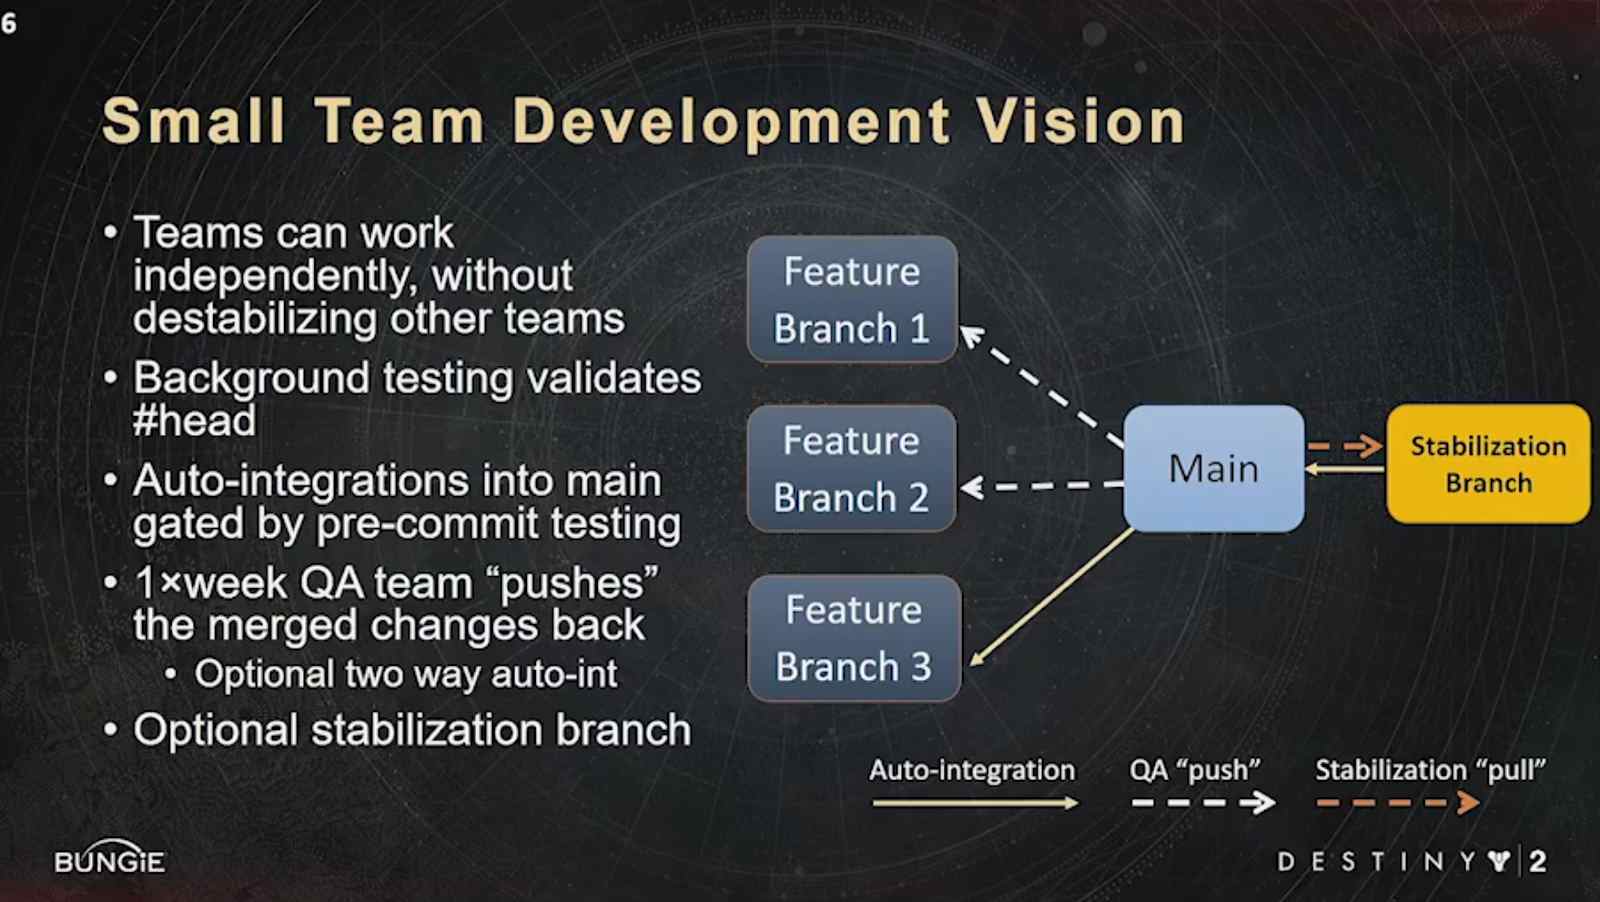 6
Small Team Development Vision
• Teams can work
independently, without
destabilizing other teams
• Background testing validates
#head
• Auto-integrations into main
gated by pre-commit testing
• 1×week QA team “pushes”
the merged changes back
• Optional two way auto-int
• Optional stabilization branch
Feature
Branch 1
Feature
Branch 2
Feature
Branch 3
Main
Stabilization
Branch
Auto-integration
QA “push”
Stabilization “pull”
BUNGiE
DESTINY 2